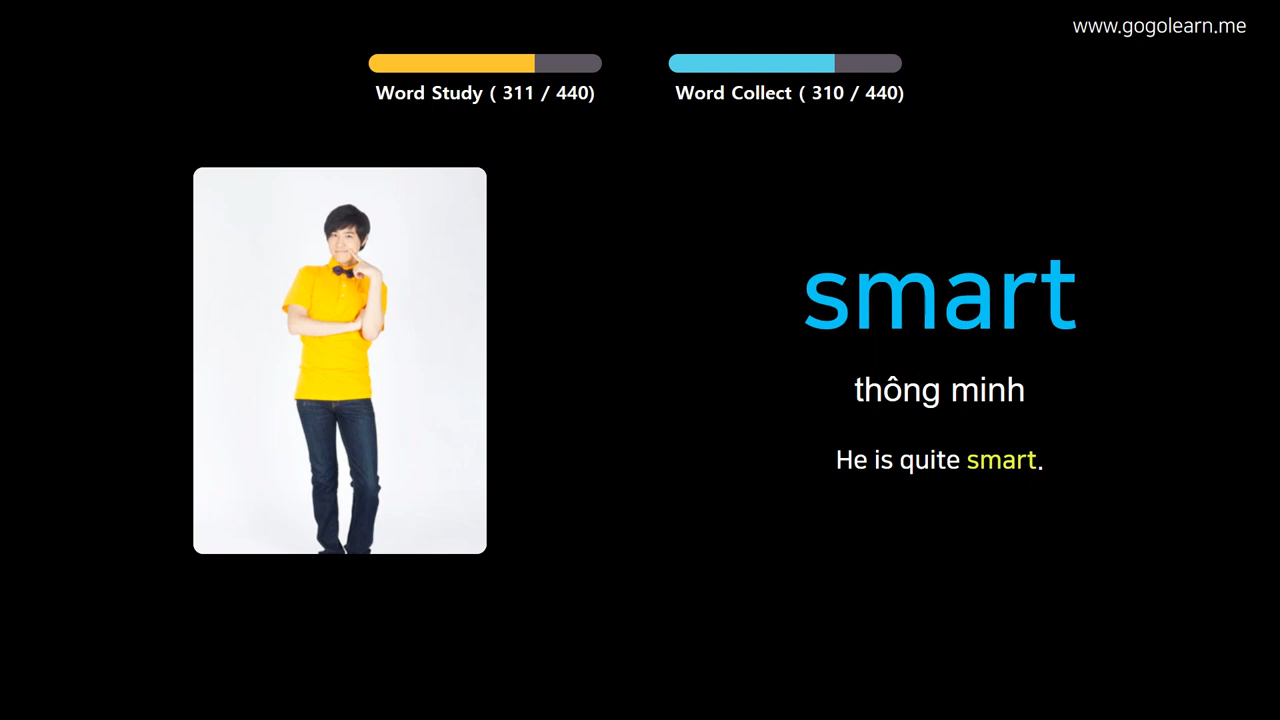 www.gogolearn.me
Word Study ( 311 / 440)
Word Collect ( 310 / 440)
smart
thông minh
He is quite smart.